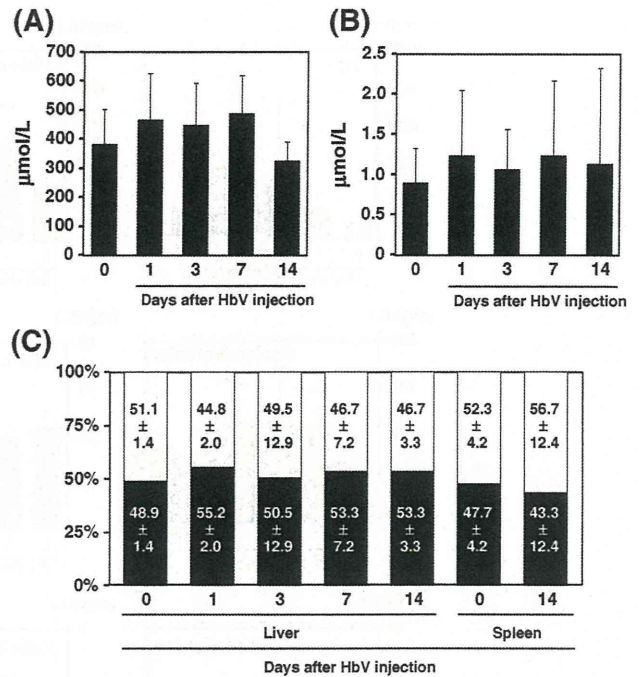 (A)
700
600
500
400
300
200
100
0
μmol/L
0 1 3 7 14
Days after HbV injection
(B)
2.5
2.0
1.5
1.0
0.5
0
μmol/L
0 1 3 7 14
Days after HbV injection
(C)
100%
75%
50%
25%
0%
51.1 44.8 49.5 46.7 46.7 52.3 56.7
± ± ± ± ± ± ±
1.4 2.0 12.9 7.2 3.3 4.2 12.4
48.9 55.2 50.5 53.3 53.3 47.7 43.3
± ± ± ± ± ± ±
1.4 2.0 12.9 7.2 3.3 4.2 12.4
0 1 3 7 14 0 14
Liver Spleen
Days after HbV injection